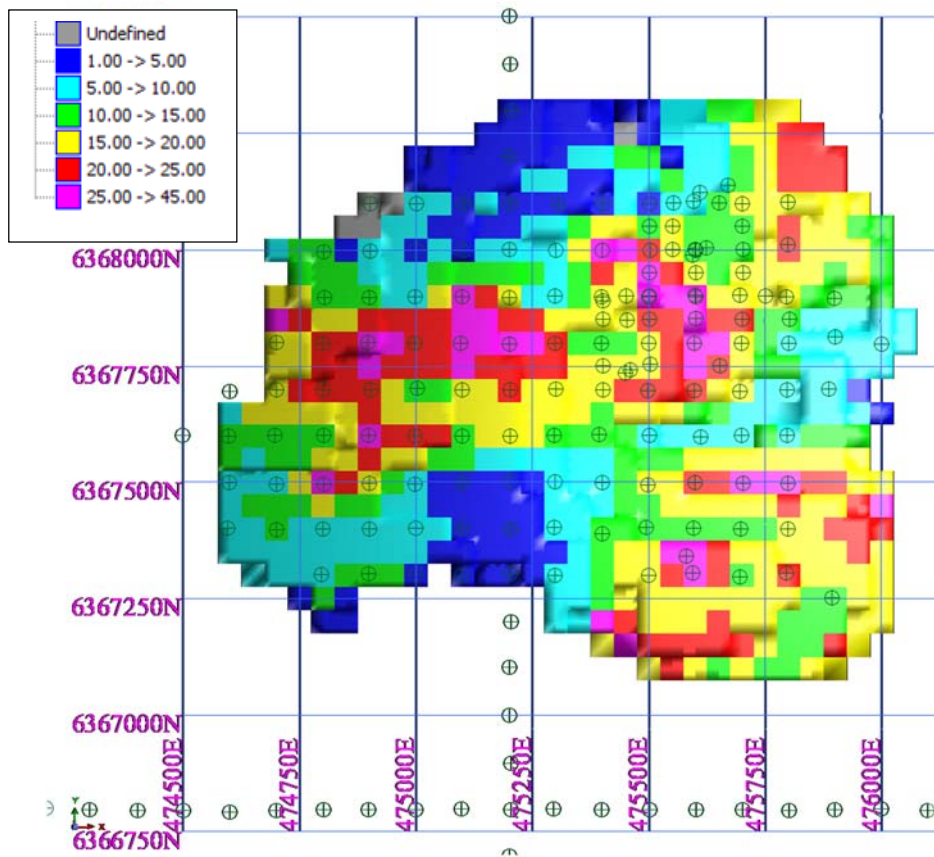 Undefined
1.00 -> 5.00
5.00 -> 10.00
10.00 -> 15.00
15.00 -> 20.00
20.00 -> 25.00
25.00 -> 45.00
6368000N
6367750N
6367500N
6367250N
6367000N
6366750N
474500E
474750E
475000E
475250E
475500E
475750E
476000E
Y
X